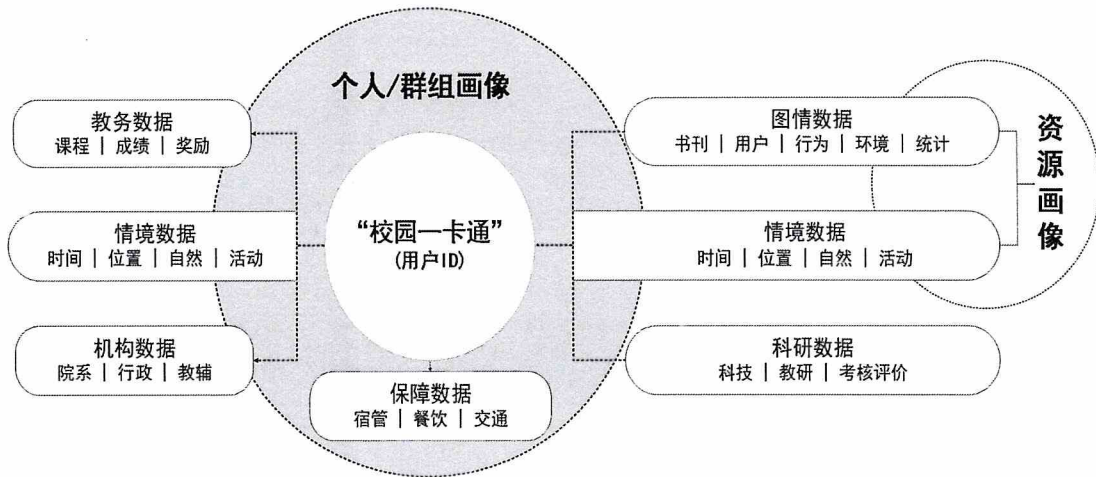 个人/群组画像
教务数据
课程 | 成绩 | 奖励
情境数据
时间 | 位置 | 自然 | 活动
机构数据
院系 | 行政 | 教辅
“校园一卡通”
(用户ID)
保障数据
宿管 | 餐饮 | 交通
图情数据
书刊 | 用户 | 行为 | 环境 | 统计
情境数据
时间 | 位置 | 自然 | 活动
科研数据
科技 | 教研 | 考核评价
资源画像